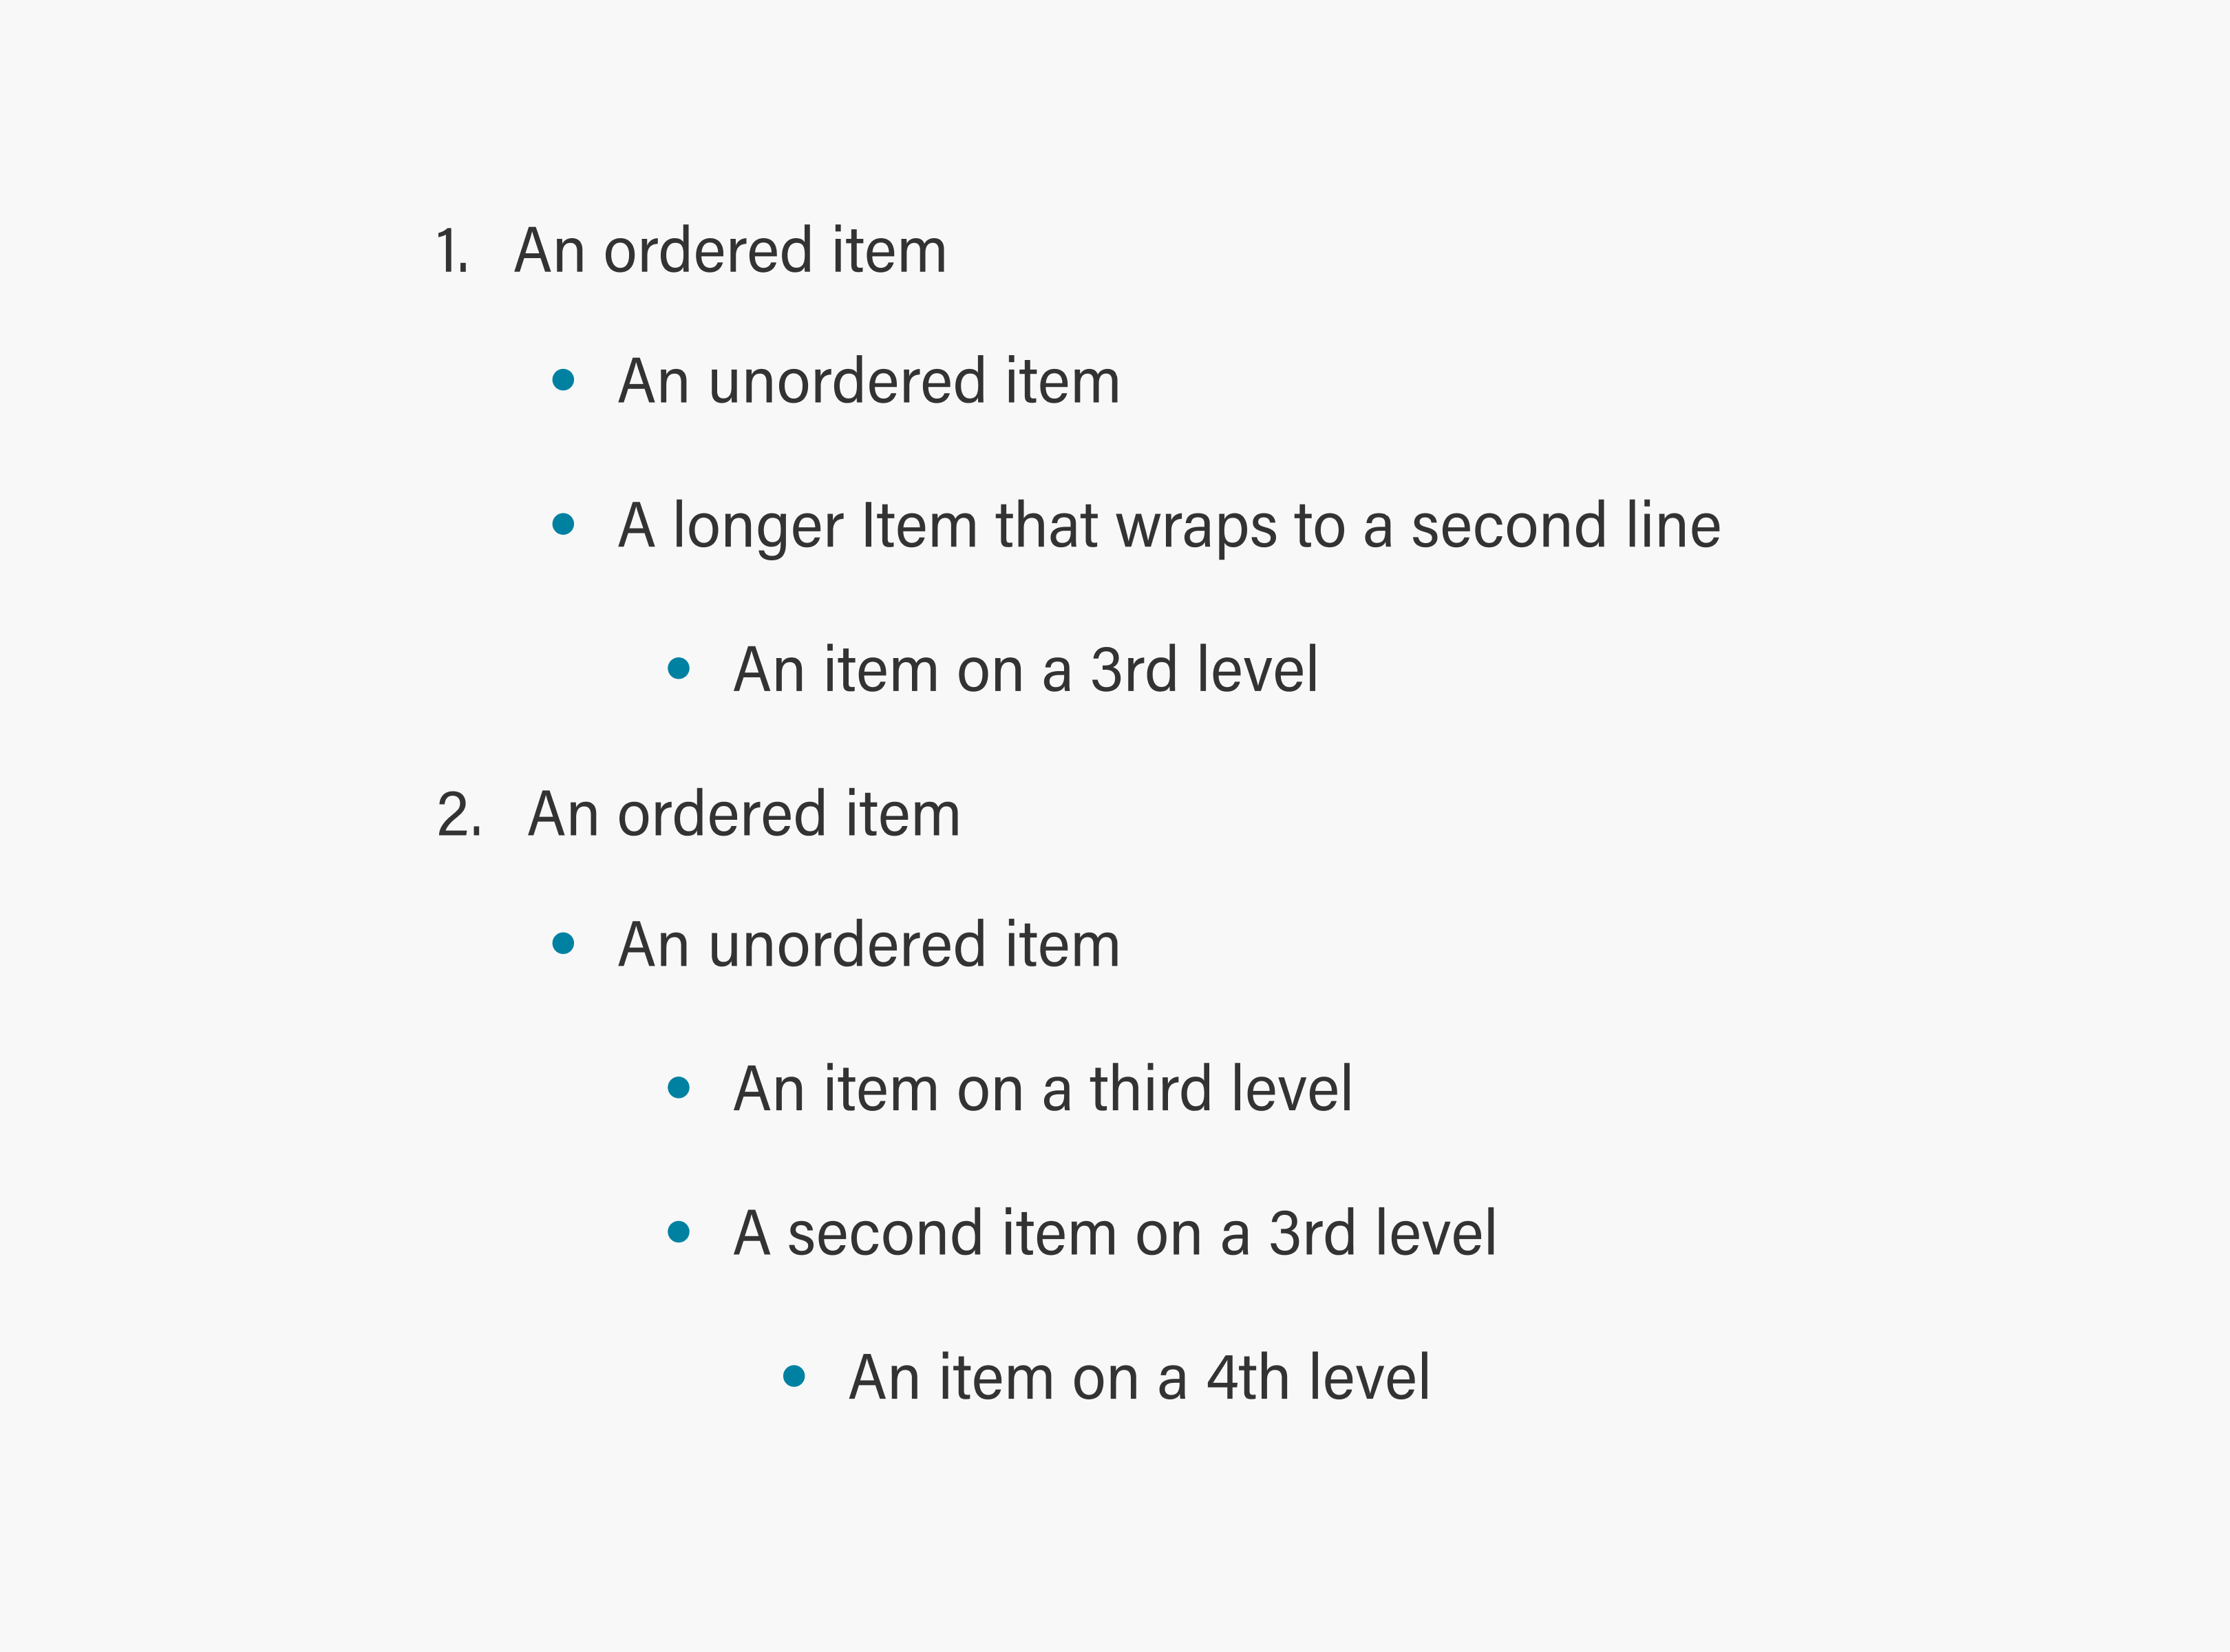 1. An ordered item
• An unordered item
• A longer Item that wraps to a second line
• An item on a 3rd level
2. An ordered item
• An unordered item
• An item on a third level
• A second item on a 3rd level
• An item on a 4th level